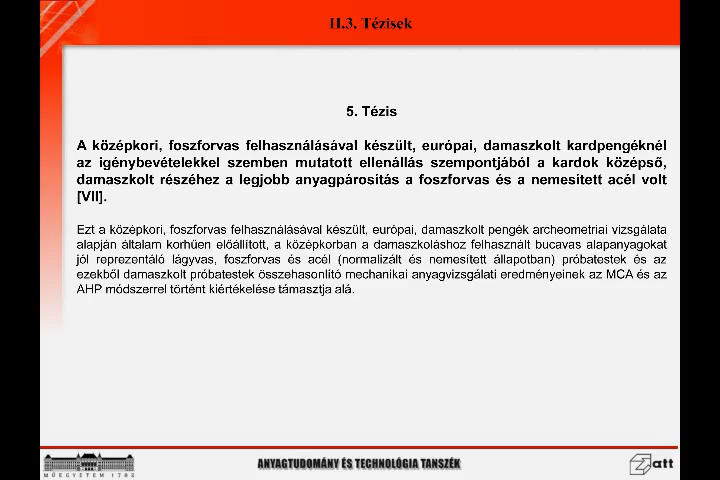 II.3. Tézisek
5. Tézis
A középkori, foszforvas felhasználásával készült, európai, damaszkolt kardpengéknél
az igénybevételekkel szemben mutatott ellenállás szempontjából a kardok középső,
damaszkolt részéhez a legjobb anyagpárosítás a foszforvas és a nemesített acél volt
[VII].
Ezt a középkori, foszforvas felhasználásával készült, európai, damaszkolt pengék archeometriai vizsgálata
alapján általam korhűen előállított, a középkorban a damaszkoláshoz felhasznált bucavas alapanyagokat
jól reprezentáló lágyvas, foszforvas és acél (normalizált és nemesített állapotban) próbatestek és az
ezekből damaszkolt próbatestek összehasonlító mechanikai anyagvizsgálati eredményeinek az MCA és az
AHP módszerrel történt kiértékelése támasztja alá.
MŰEGYETEM 1782
ANYAGTUDOMÁNY ÉS TECHNOLÓGIA TANSZÉK
att